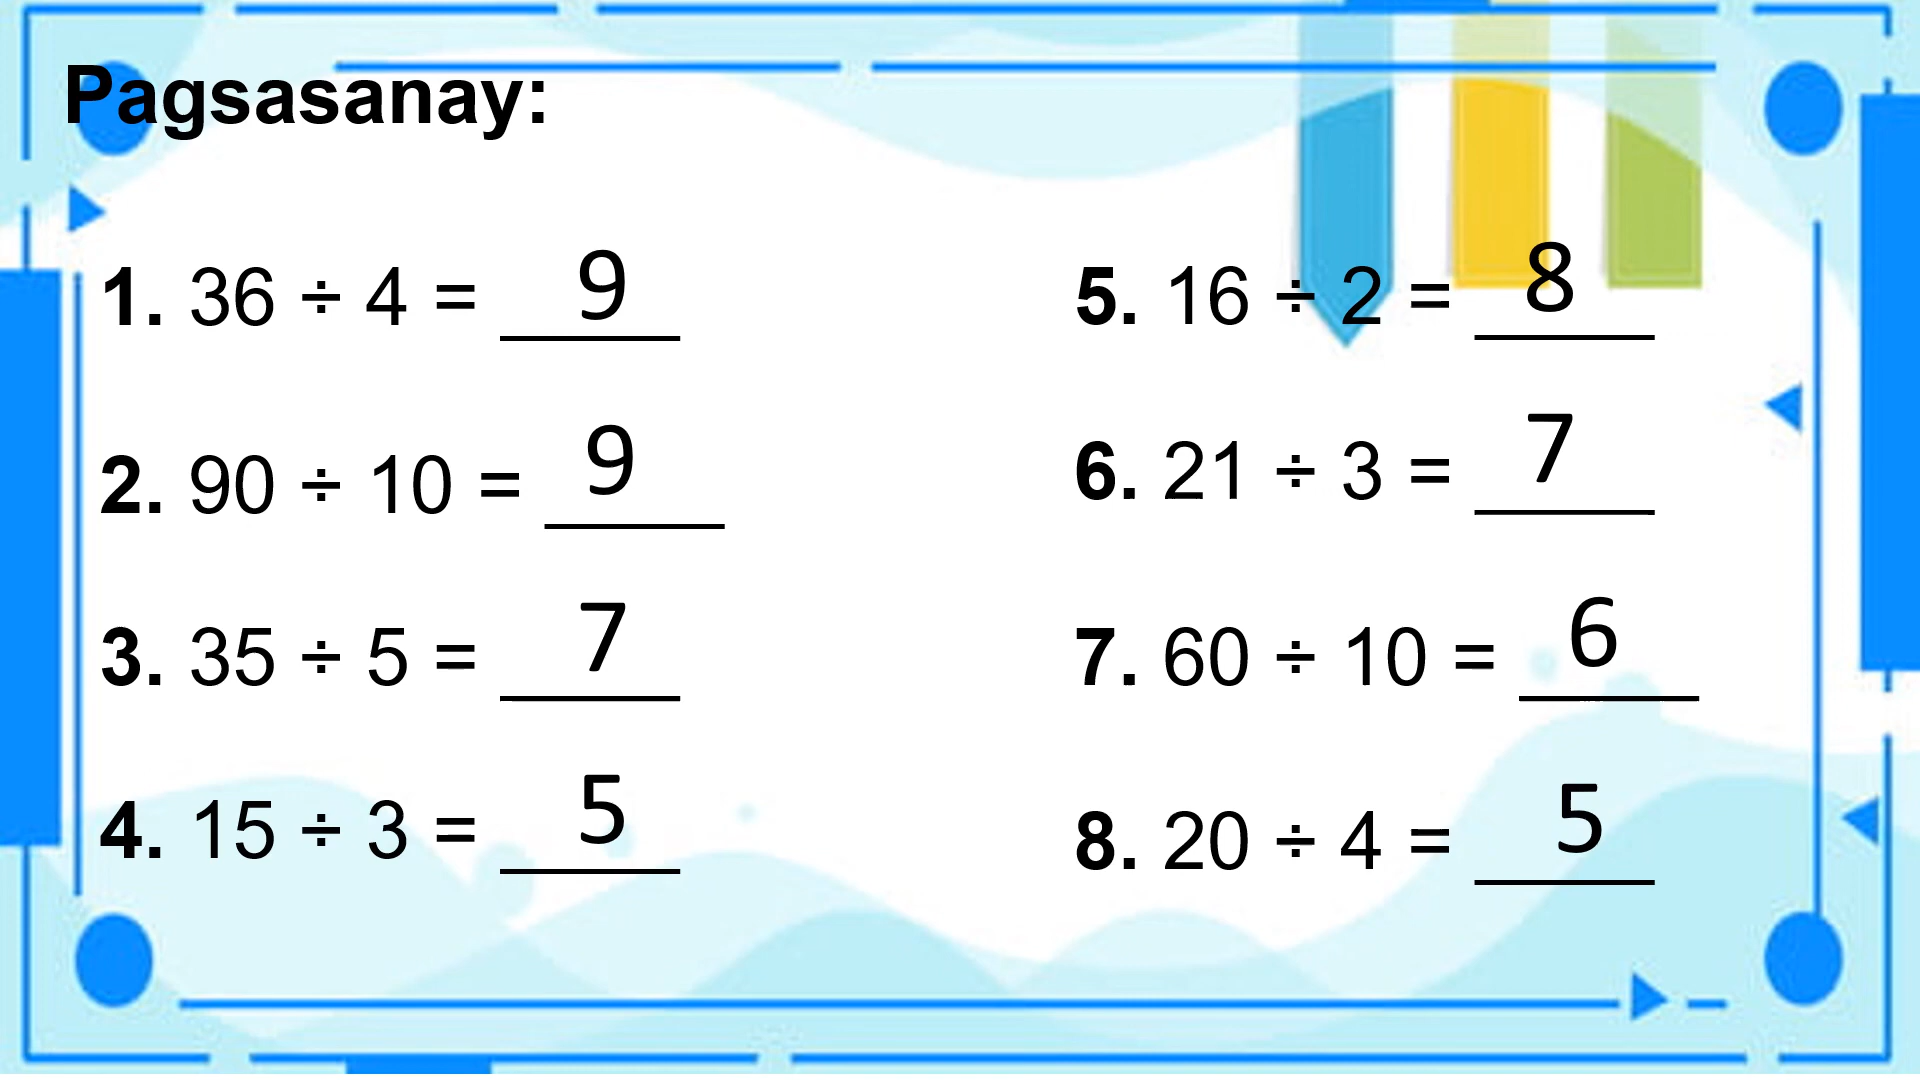 Pagsasanay:
1. 36 ÷ 4 = 9
2. 90 ÷ 10 = 9
3. 35 ÷ 5 = 7
4. 15 ÷ 3 = 5
5. 16 ÷ 2 = 8
6. 21 ÷ 3 = 7
7. 60 ÷ 10 = 6
8. 20 ÷ 4 = 5